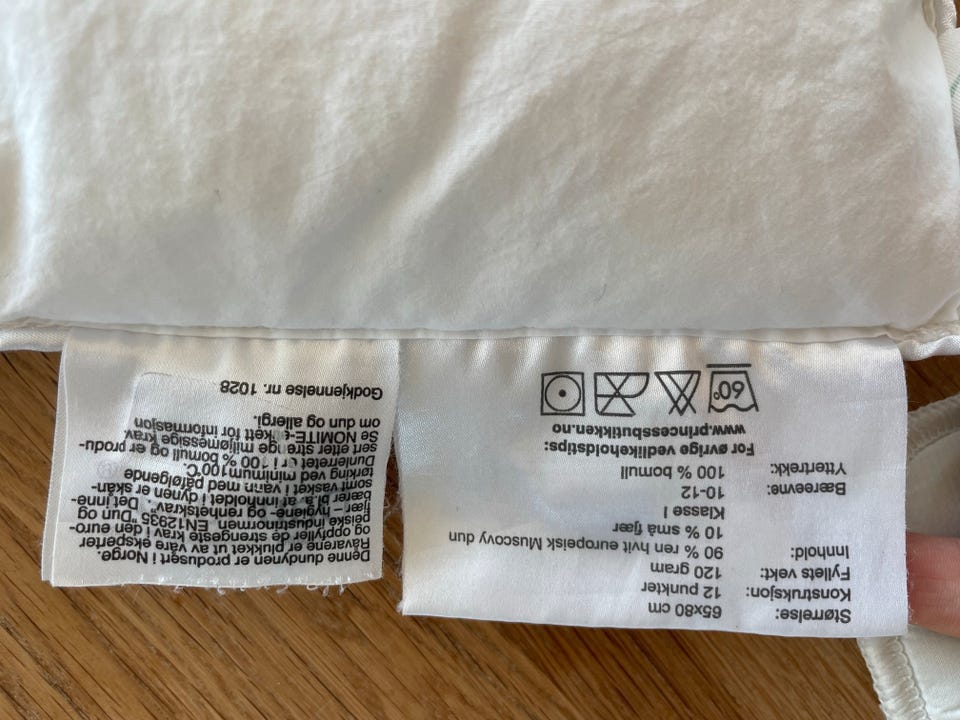 Størrelse: 65x80 cm
Konstruksjon: 12 punkter
Fyllets vekt: 120 gram
Innhold: 90 % ren hvit europeisk Muscovy dun
10 % små fjær
Klasse I
Bæreevne: 10-12
Yttertrekk: 100 % bomull
For øvrige vedlikeholdstips:
www.princessbutikken.no
60°
Denne dundynen er produsert i Norge.
Råvarene er plukket ut av våre eksperter
og oppfyller de strengeste krav i den euro-
peiske industrinormen EN12935 "Dun og
fjær – hygiene- og renhetskrav". Det inne-
bærer bl.a at innholdet i dynen er skån-
somt vasket i vann med påfølgende
tørking ved minimum 100°C.
Dunlerretet er i 100 % bomull og er produ-
sert etter strenge miljømessige krav.
Se for informasjon
om dun og allergi.
Godkjennelse nr. 1028